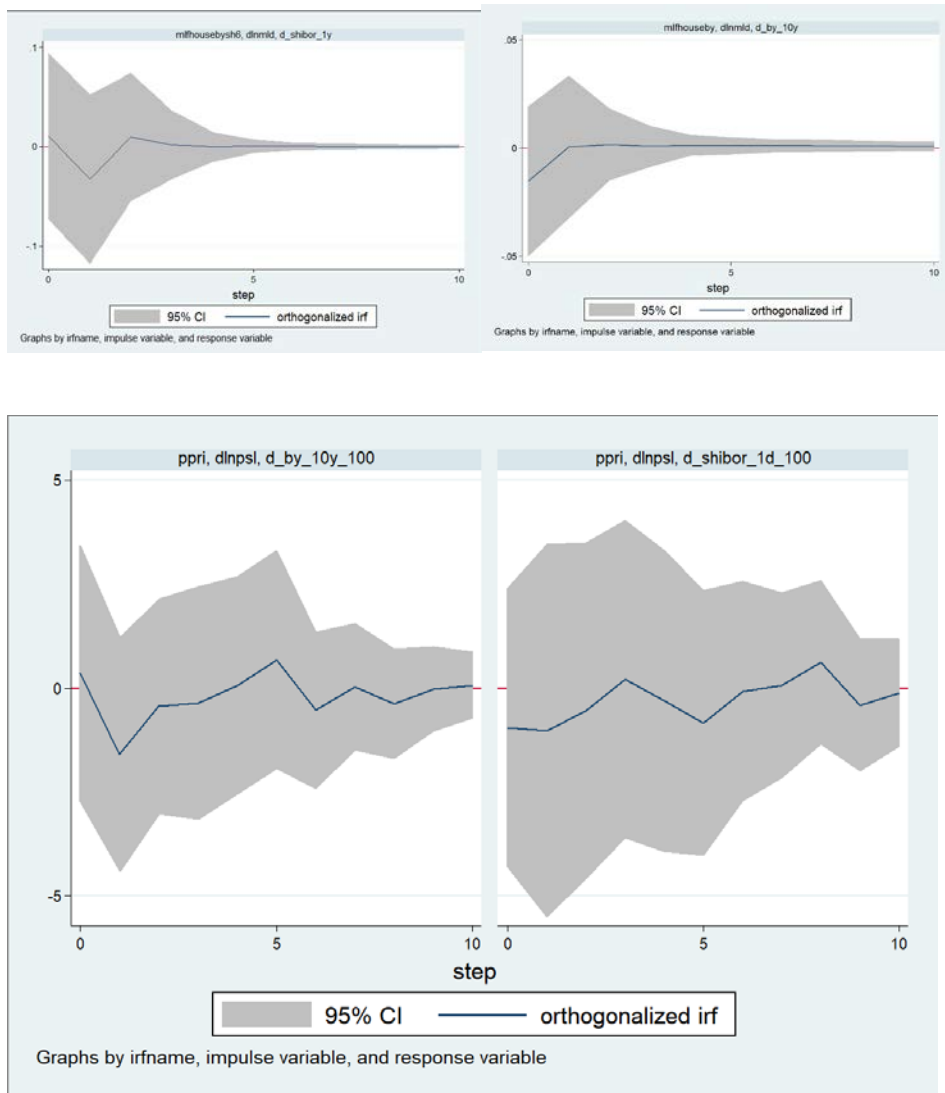 mlfhousebysh6, dlnmld, d_shibor_1y
.1
0
-.1
0 5 10
step
95% CI orthogonalized irf
Graphs by irfname, impulse variable, and response variable
mlfhouseby, dlnmld, d_by_10y
.05
0
-.05
0 5 10
step
95% CI orthogonalized irf
Graphs by irfname, impulse variable, and response variable
ppri, dlnpsl, d_by_10y_100 ppri, dlnpsl, d_shibor_1d_100
5
0
-5
0 5 10 0 5 10
step
95% CI orthogonalized irf
Graphs by irfname, impulse variable, and response variable